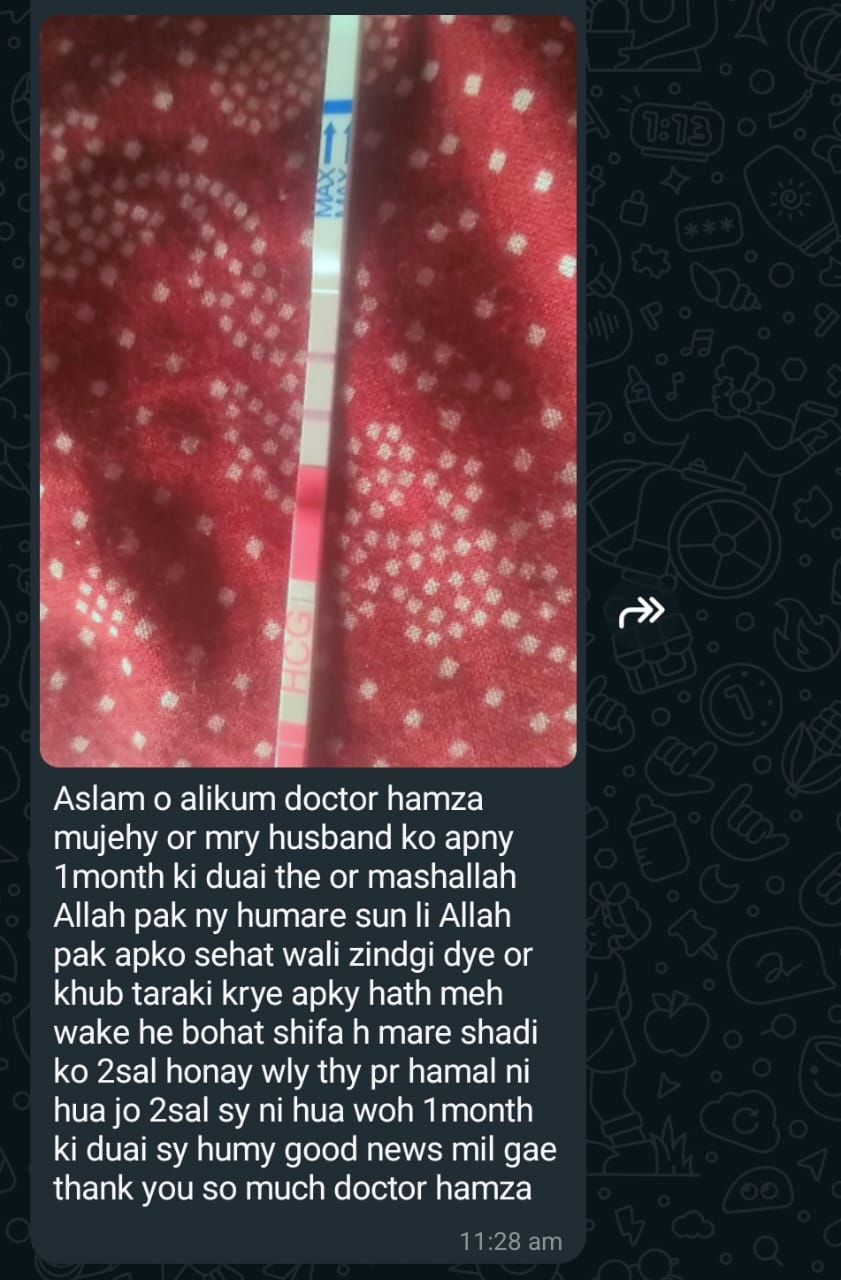 MAX
MAX
HCG
Aslam o alikum doctor hamza
mujehy or mry husband ko apny
1month ki duai the or mashallah
Allah pak ny humare sun li Allah
pak apko sehat wali zindgi dye or
khub taraki krye apky hath meh
wake he bohat shifa h mare shadi
ko 2sal honay wly thy pr hamal ni
hua jo 2sal sy ni hua woh 1month
ki duai sy humy good news mil gae
thank you so much doctor hamza
11:28 am